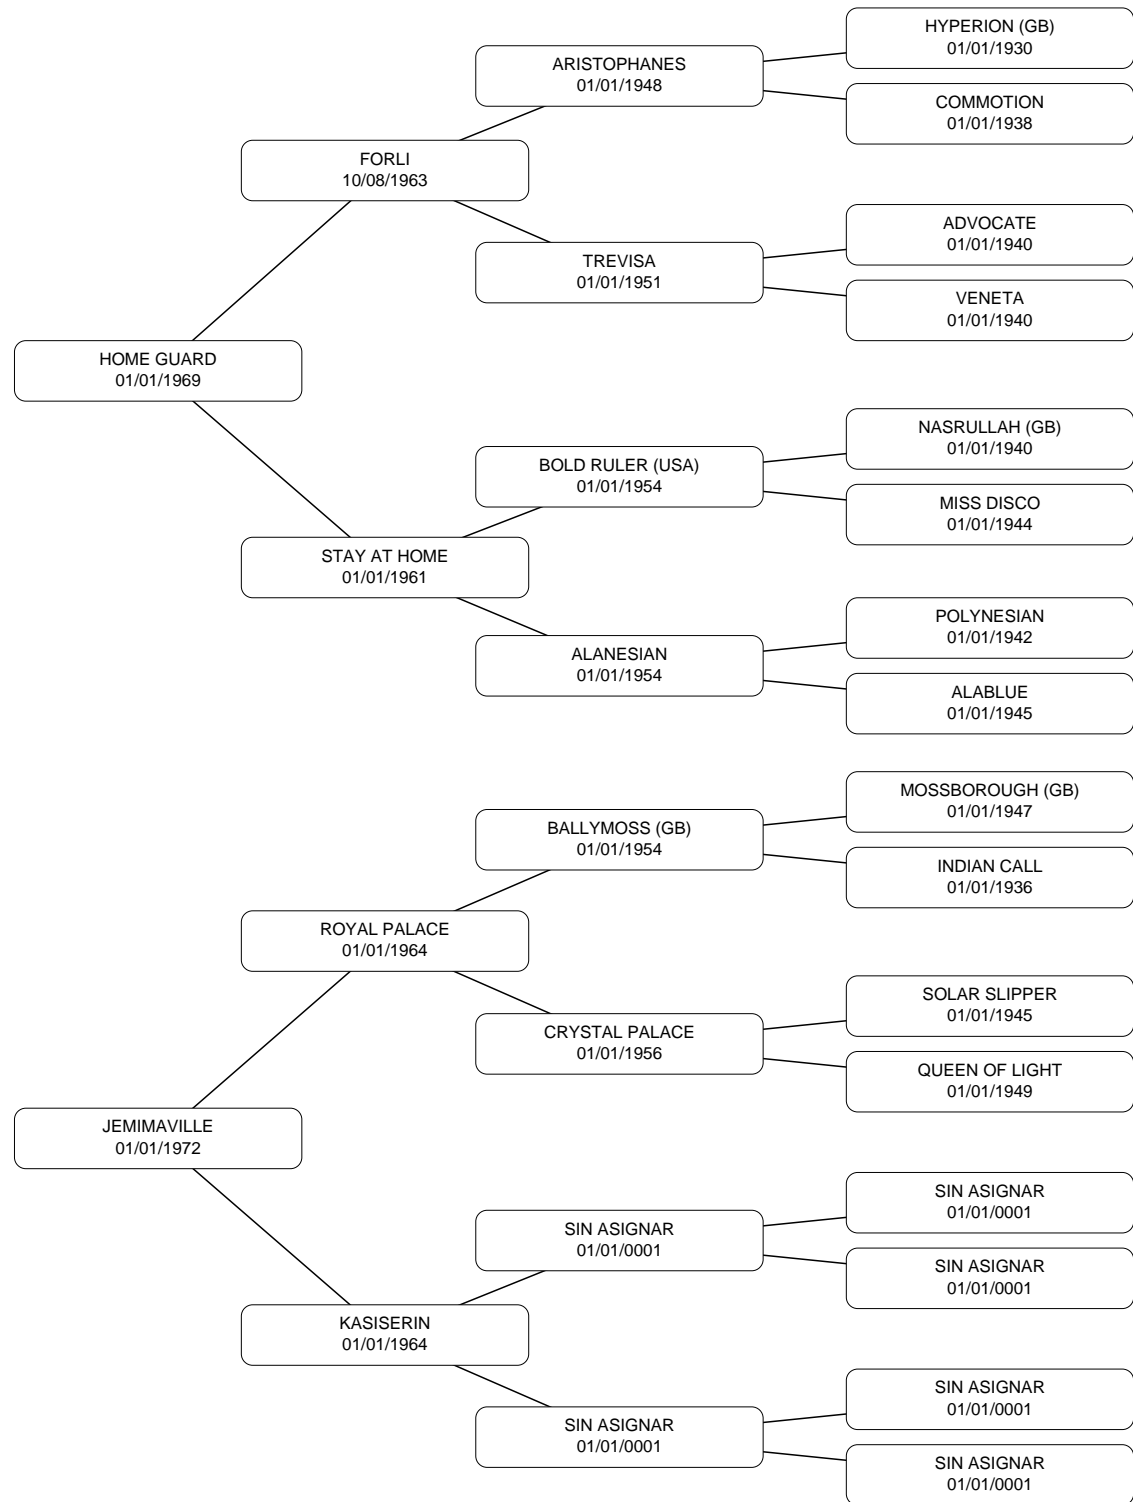 HYPERION (GB)
01/01/1930
ARISTOPHANES
01/01/1948
COMMOTION
01/01/1938
FORLI
10/08/1963
ADVOCATE
01/01/1940
TREVISA
01/01/1951
VENETA
01/01/1940
HOME GUARD
01/01/1969
NASRULLAH (GB)
01/01/1940
BOLD RULER (USA)
01/01/1954
MISS DISCO
01/01/1944
STAY AT HOME
01/01/1961
POLYNESIAN
01/01/1942
ALANESIAN
01/01/1954
ALABLUE
01/01/1945
MOSSBOROUGH (GB)
01/01/1947
BALLYMOSS (GB)
01/01/1954
INDIAN CALL
01/01/1936
ROYAL PALACE
01/01/1964
SOLAR SLIPPER
01/01/1945
CRYSTAL PALACE
01/01/1956
QUEEN OF LIGHT
01/01/1949
JEMIMAVILLE
01/01/1972
SIN ASIGNAR
01/01/0001
SIN ASIGNAR
01/01/0001
SIN ASIGNAR
01/01/0001
KASISERIN
01/01/1964
SIN ASIGNAR
01/01/0001
SIN ASIGNAR
01/01/0001
SIN ASIGNAR
01/01/0001